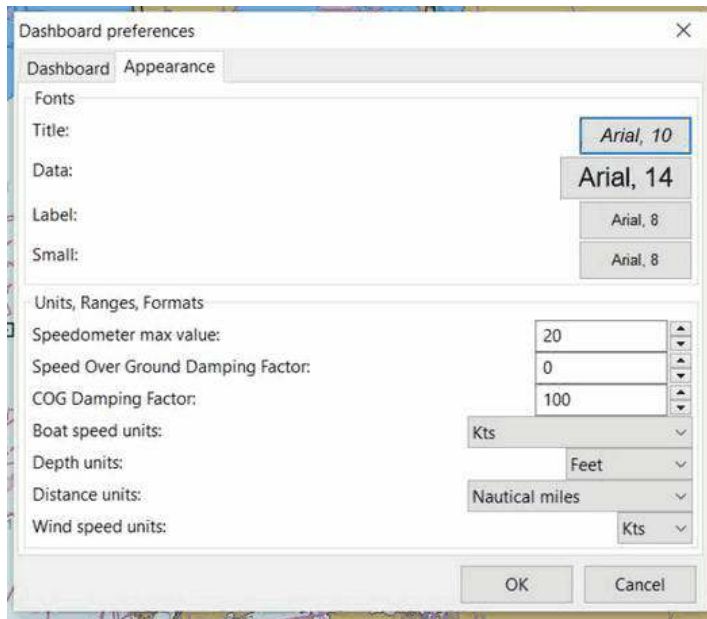 Dashboard preferences
Dashboard Appearance
Fonts
Title: Arial, 10
Data: Arial, 14
Label: Arial, 8
Small: Arial, 8
Units, Ranges, Formats
Speedometer max value: 20
Speed Over Ground Damping Factor: 0
COG Damping Factor: 100
Boat speed units: Kts
Depth units: Feet
Distance units: Nautical miles
Wind speed units: Kts
OK Cancel